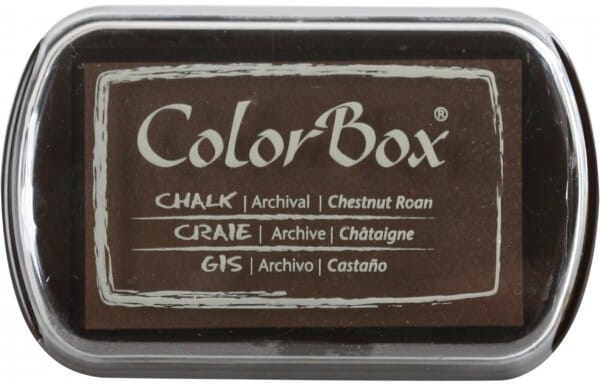 ColorBox®
CHALK | Archival | Chestnut Roan
CRAIE | Archive | Châtaigne
GIS | Archivo | Castaño